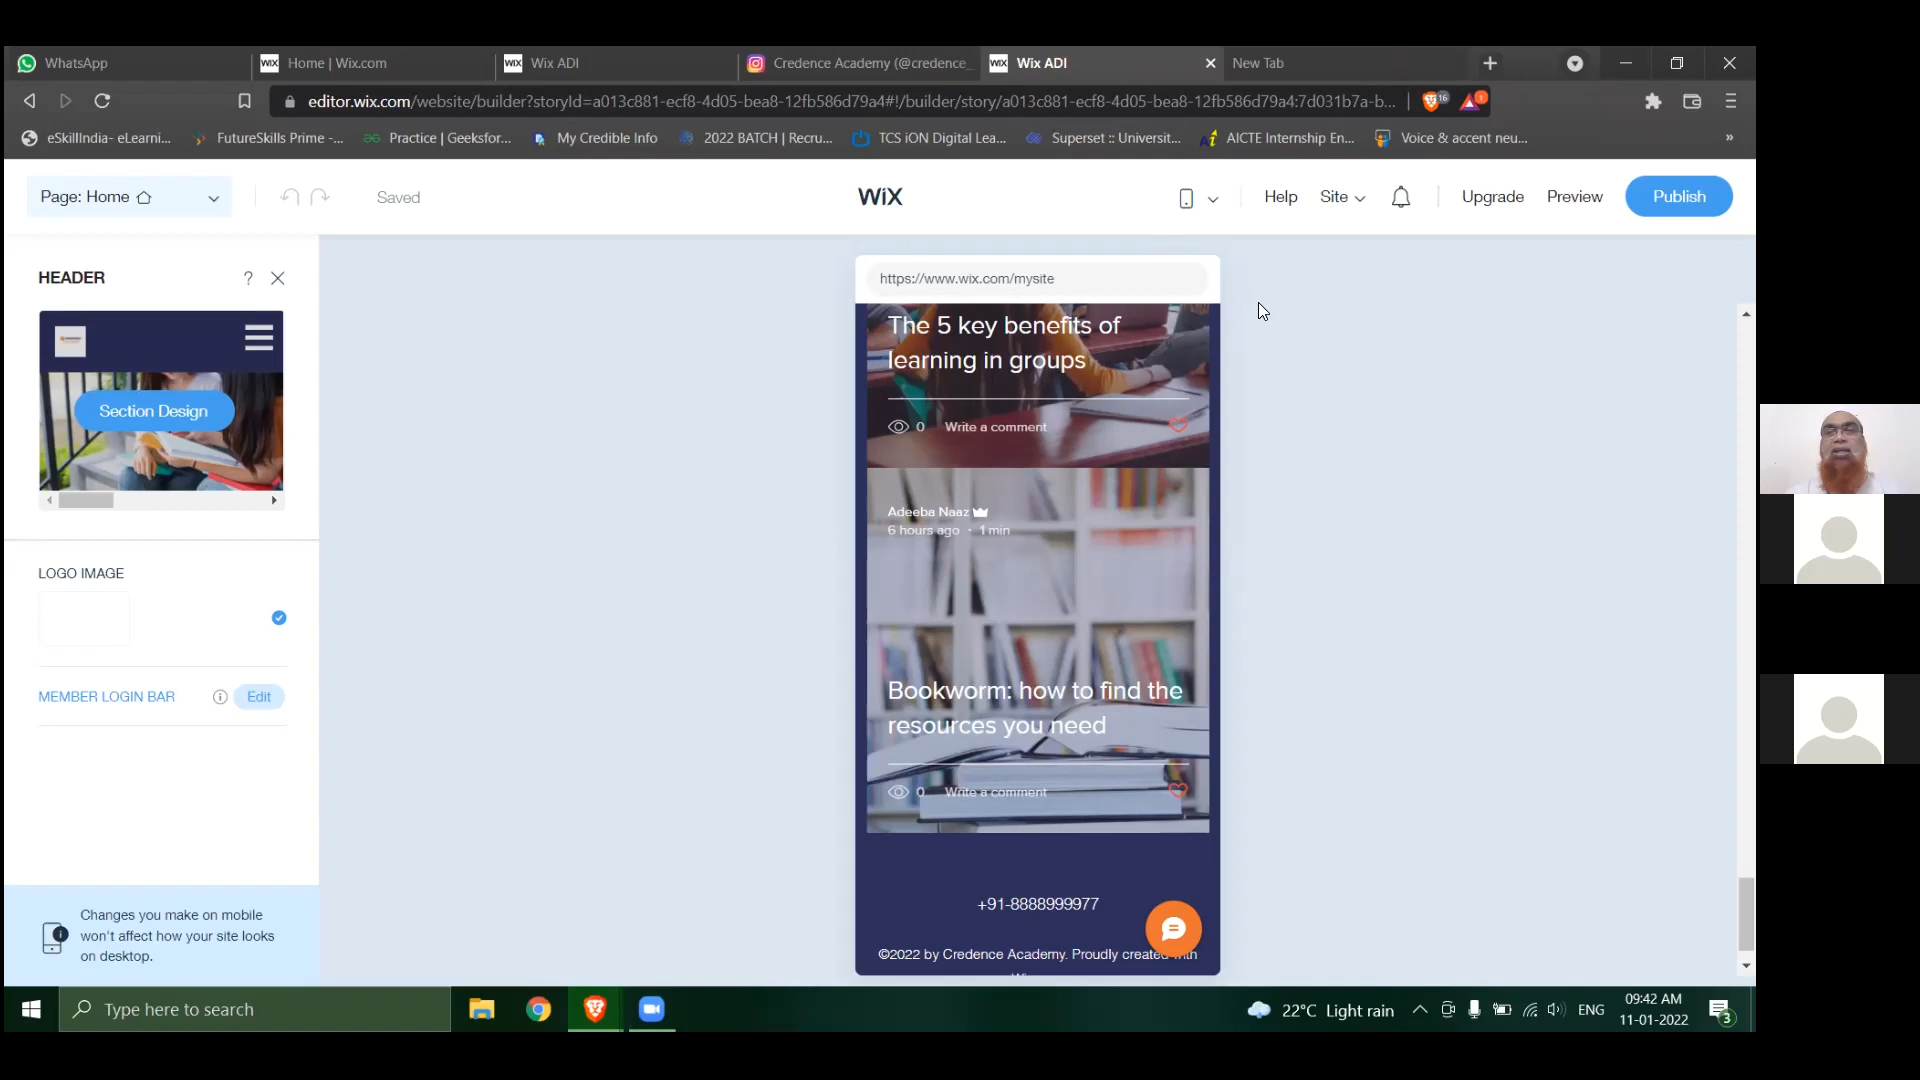 WhatsApp
WiX Home | Wix.com
WiX Wix ADI
Credence Academy (@credence_
WiX Wix ADI
New Tab
editor.wix.com/website/builder?storyId=a013c881-ecf8-4d05-bea8-12fb586d79a4#!/builder/story/a013c881-ecf8-4d05-bea8-12fb586d79a4:7d031b7a-b...
16
1
eSkillIndia- eLearni...
FutureSkills Prime -...
Practice | Geeksfor...
My Credible Info
2022 BATCH | Recru...
TCS iON Digital Lea...
Superset :: Universit...
AICTE Internship En...
Voice & accent neu...
»
Page: Home
Saved
WiX
Help
Site
Upgrade
Preview
Publish
HEADER
?
Section Design
LOGO IMAGE
MEMBER LOGIN BAR
Edit
Changes you make on mobile
won't affect how your site looks
on desktop.
https://www.wix.com/mysite
The 5 key benefits of
learning in groups
0 Write a comment
Adeeba Naaz
6 hours ago · 1 min
Bookworm: how to find the
resources you need
0 Write a comment
+91-8888999977
©2022 by Credence Academy. Proudly created with
Type here to search
22°C Light rain
ENG
09:42 AM
11-01-2022
3